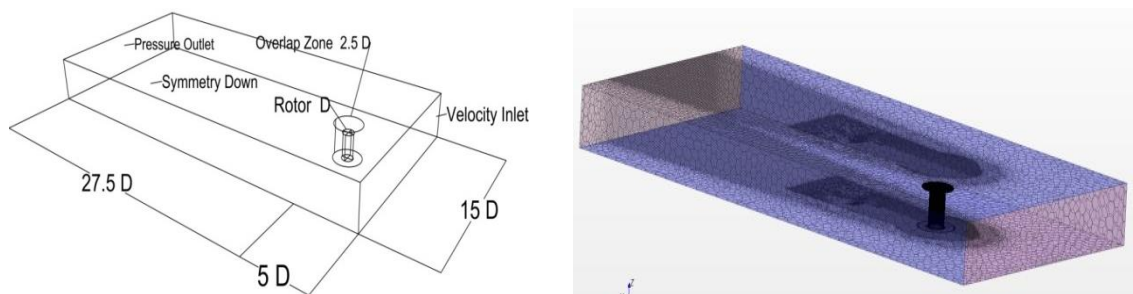 Pressure Outlet
Overlap Zone 2.5 D
Symmetry Down
Rotor D
Velocity Inlet
27.5 D
15 D
5 D
Z